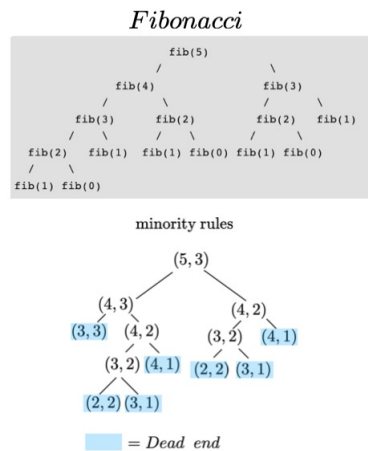 Fibonacci
fib(5)
/ \
fib(4) fib(3)
/ \ / \
fib(3) fib(2) fib(2) fib(1)
/ \ / \ / \
fib(2) fib(1) fib(1) fib(0) fib(1) fib(0)
/ \
fib(1) fib(0)
minority rules
(5, 3)
(4, 3) (4, 2)
(3, 3) (4, 2) (3, 2) (4, 1)
(3, 2) (4, 1) (2, 2) (3, 1)
(2, 2) (3, 1)
= Dead end